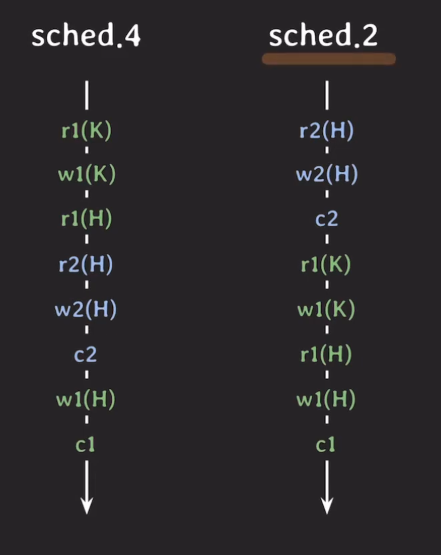 sched.4
r1(K)
w1(K)
r1(H)
r2(H)
w2(H)
c2
w1(H)
c1
sched.2
r2(H)
w2(H)
c2
r1(K)
w1(K)
r1(H)
w1(H)
c1